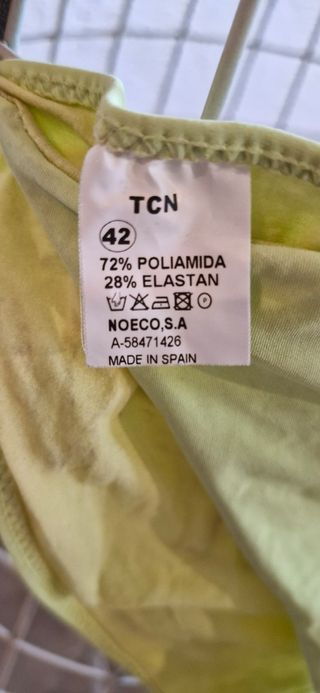 TCN
42
72% POLIAMIDA
28% ELASTAN
NOECO,S.A
A-58471426
MADE IN SPAIN